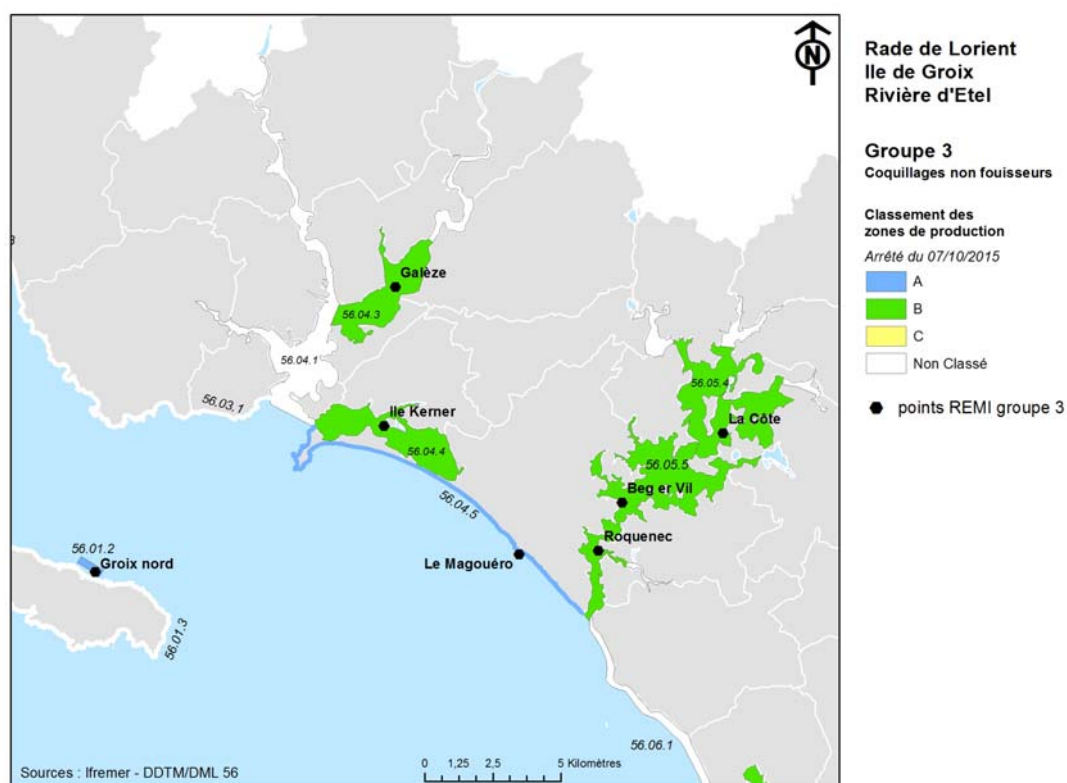 N
Rade de Lorient
Ile de Groix
Rivière d'Etel
Groupe 3
Coquillages non fouisseurs
Classement des
zones de production
Arrêté du 07/10/2015
A
B
C
Non Classé
points REMI groupe 3
Galèze
56.04.3
56.04.1
56.03.1
Ile Kerner
56.04.4
56.04.5
56.05.4
La Côte
56.05.5
Beg er Vil
Roquenec
Le Magouéro
56.01.2
Groix nord
56.01.3
56.06.1
Sources : Ifremer - DDTM/DML 56
0 1,25 2,5 5 Kilomètres